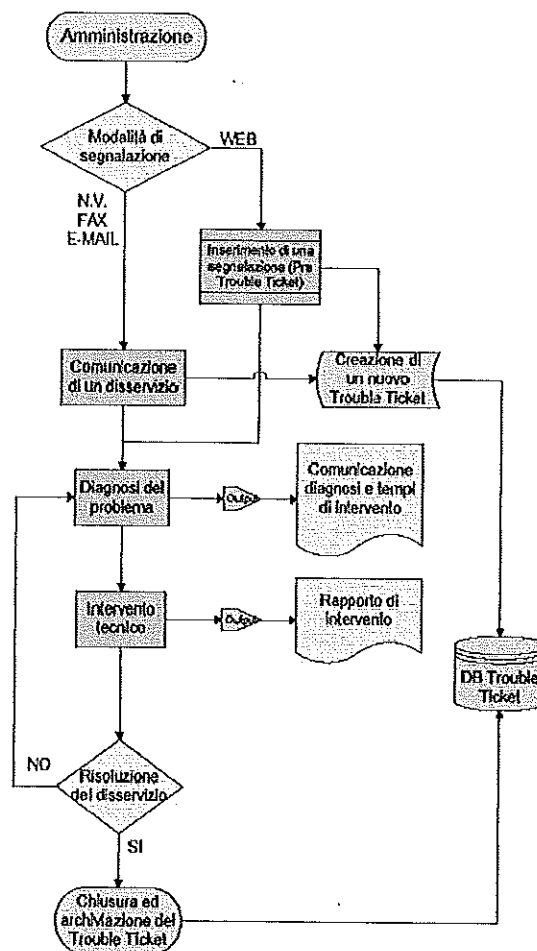 Amministrazione
Modalità di
segnalazione
WEB
N.V.
FAX
E-MAIL
Inserimento di una
segnalazione (Pre
Trouble Ticket)
Comunicazione
di un disservizio
Creazione di
un nuovo
Trouble Ticket
Diagnosi del
problema
Output
Comunicazione
diagnosi e tempi
di intervento
Intervento
tecnico
Output
Rapporto di
intervento
DB Trouble
Ticket
NO
Risoluzione
del disservizio
SI
Chiusura ed
archiviazione del
Trouble Ticket